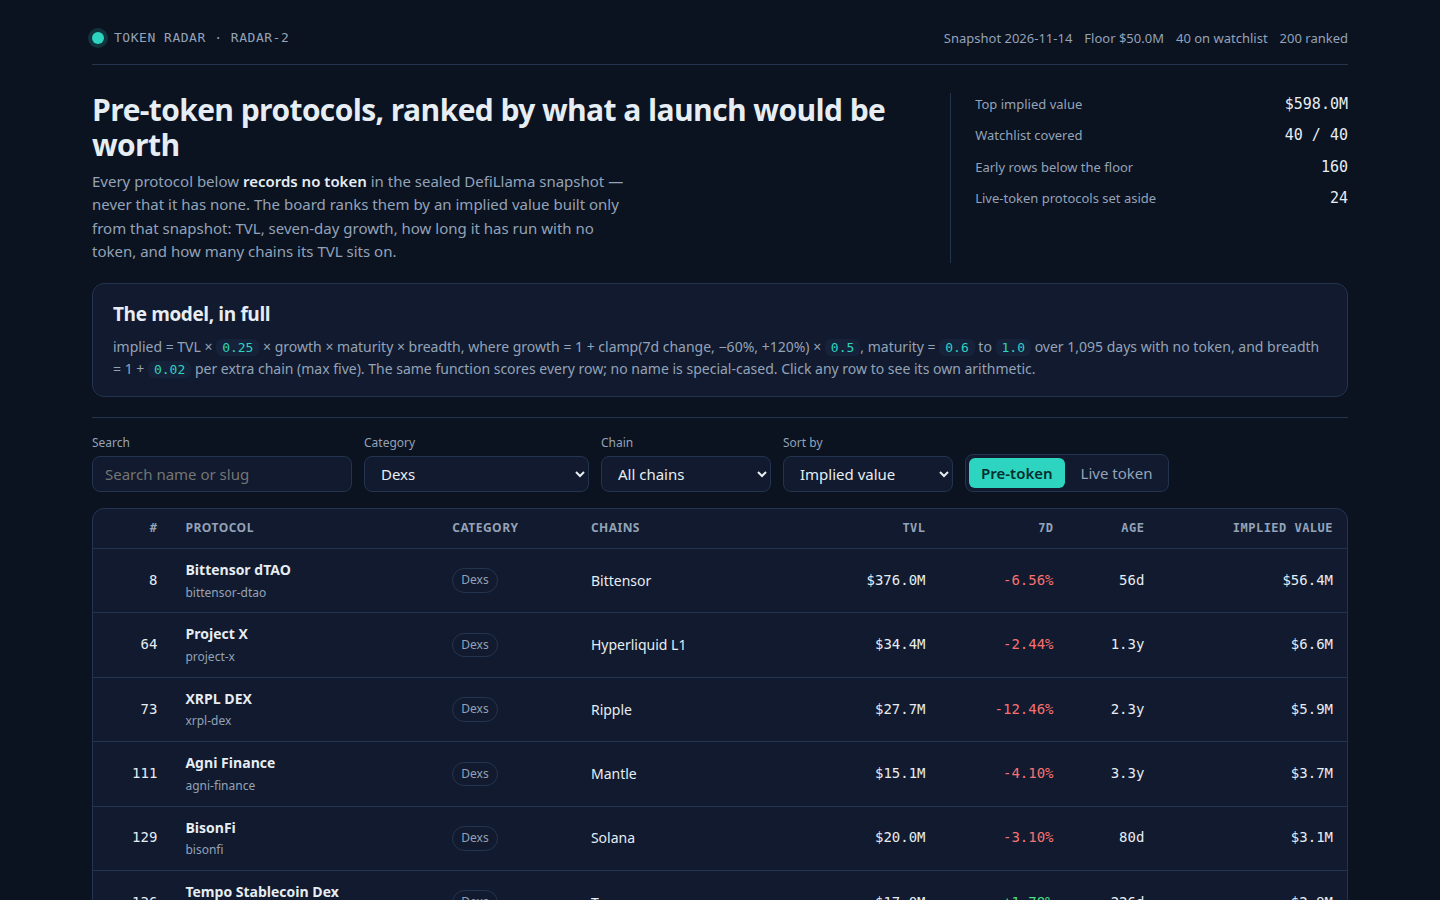 TOKEN RADAR · RADAR-2
Snapshot 2026-11-14 Floor $50.0M 40 on watchlist 200 ranked
Pre-token protocols, ranked by what a launch would be
worth
Every protocol below records no token in the sealed DefiLlama snapshot —
never that it has none. The board ranks them by an implied value built only
from that snapshot: TVL, seven-day growth, how long it has run with no
token, and how many chains its TVL sits on.
Top implied value $598.0M
Watchlist covered 40 / 40
Early rows below the floor 160
Live-token protocols set aside 24
The model, in full
implied = TVL × 0.25 × growth × maturity × breadth, where growth = 1 + clamp(7d change, −60%, +120%) × 0.5, maturity = 0.6 to 1.0 over 1,095 days with no token, and breadth
= 1 + 0.02 per extra chain (max five). The same function scores every row; no name is special-cased. Click any row to see its own arithmetic.
Search Category Chain Sort by
Search name or slug Dexs All chains Implied value Pre-token Live token
# PROTOCOL CATEGORY CHAINS TVL 7D AGE IMPLIED VALUE
8 Bittensor dTAO Dexs Bittensor $376.0M -6.56% 56d $56.4M
bittensor-dtao
64 Project X Dexs Hyperliquid L1 $34.4M -2.44% 1.3y $6.6M
project-x
73 XRPL DEX Dexs Ripple $27.7M -12.46% 2.3y $5.9M
xrpl-dex
111 Agni Finance Dexs Mantle $15.1M -4.10% 3.3y $3.7M
agni-finance
129 BisonFi Dexs Solana $20.0M -3.10% 80d $3.1M
bisonfi
Tempo Stablecoin Dex